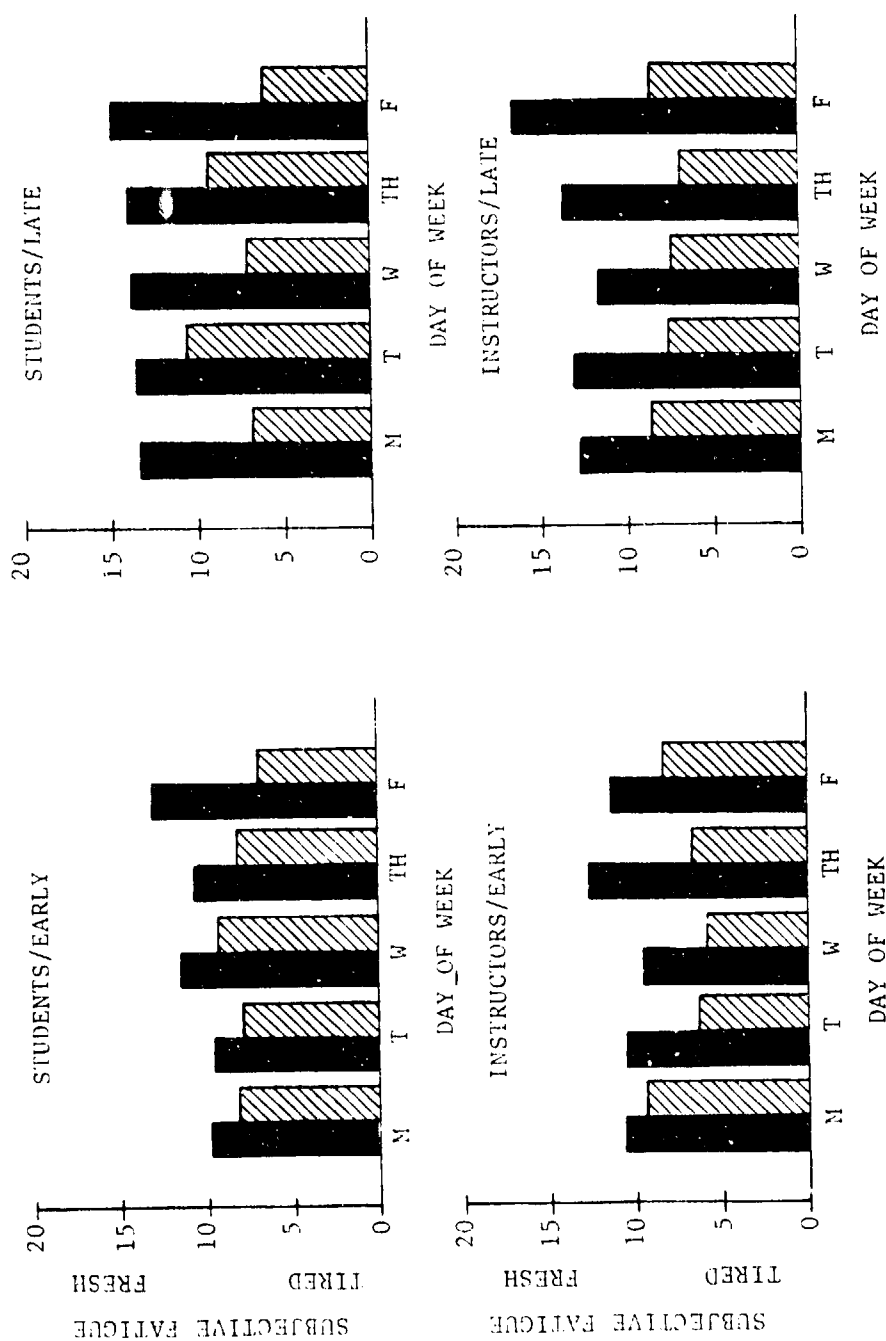 STUDENTS/EARLY
SUBJECTIVE FATIGUE
TIRED FRESH
20
15
10
5
0
M T W TH F
DAY OF WEEK
STUDENTS/LATE
20
15
10
5
0
M T W TH F
DAY OF WEEK
INSTRUCTORS/EARLY
SUBJECTIVE FATIGUE
TIRED FRESH
20
15
10
5
0
M T W TH F
DAY OF WEEK
INSTRUCTORS/LATE
20
15
10
5
0
M T W TH F
DAY OF WEEK